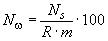 N_ω = N_s / (R · m) · 100